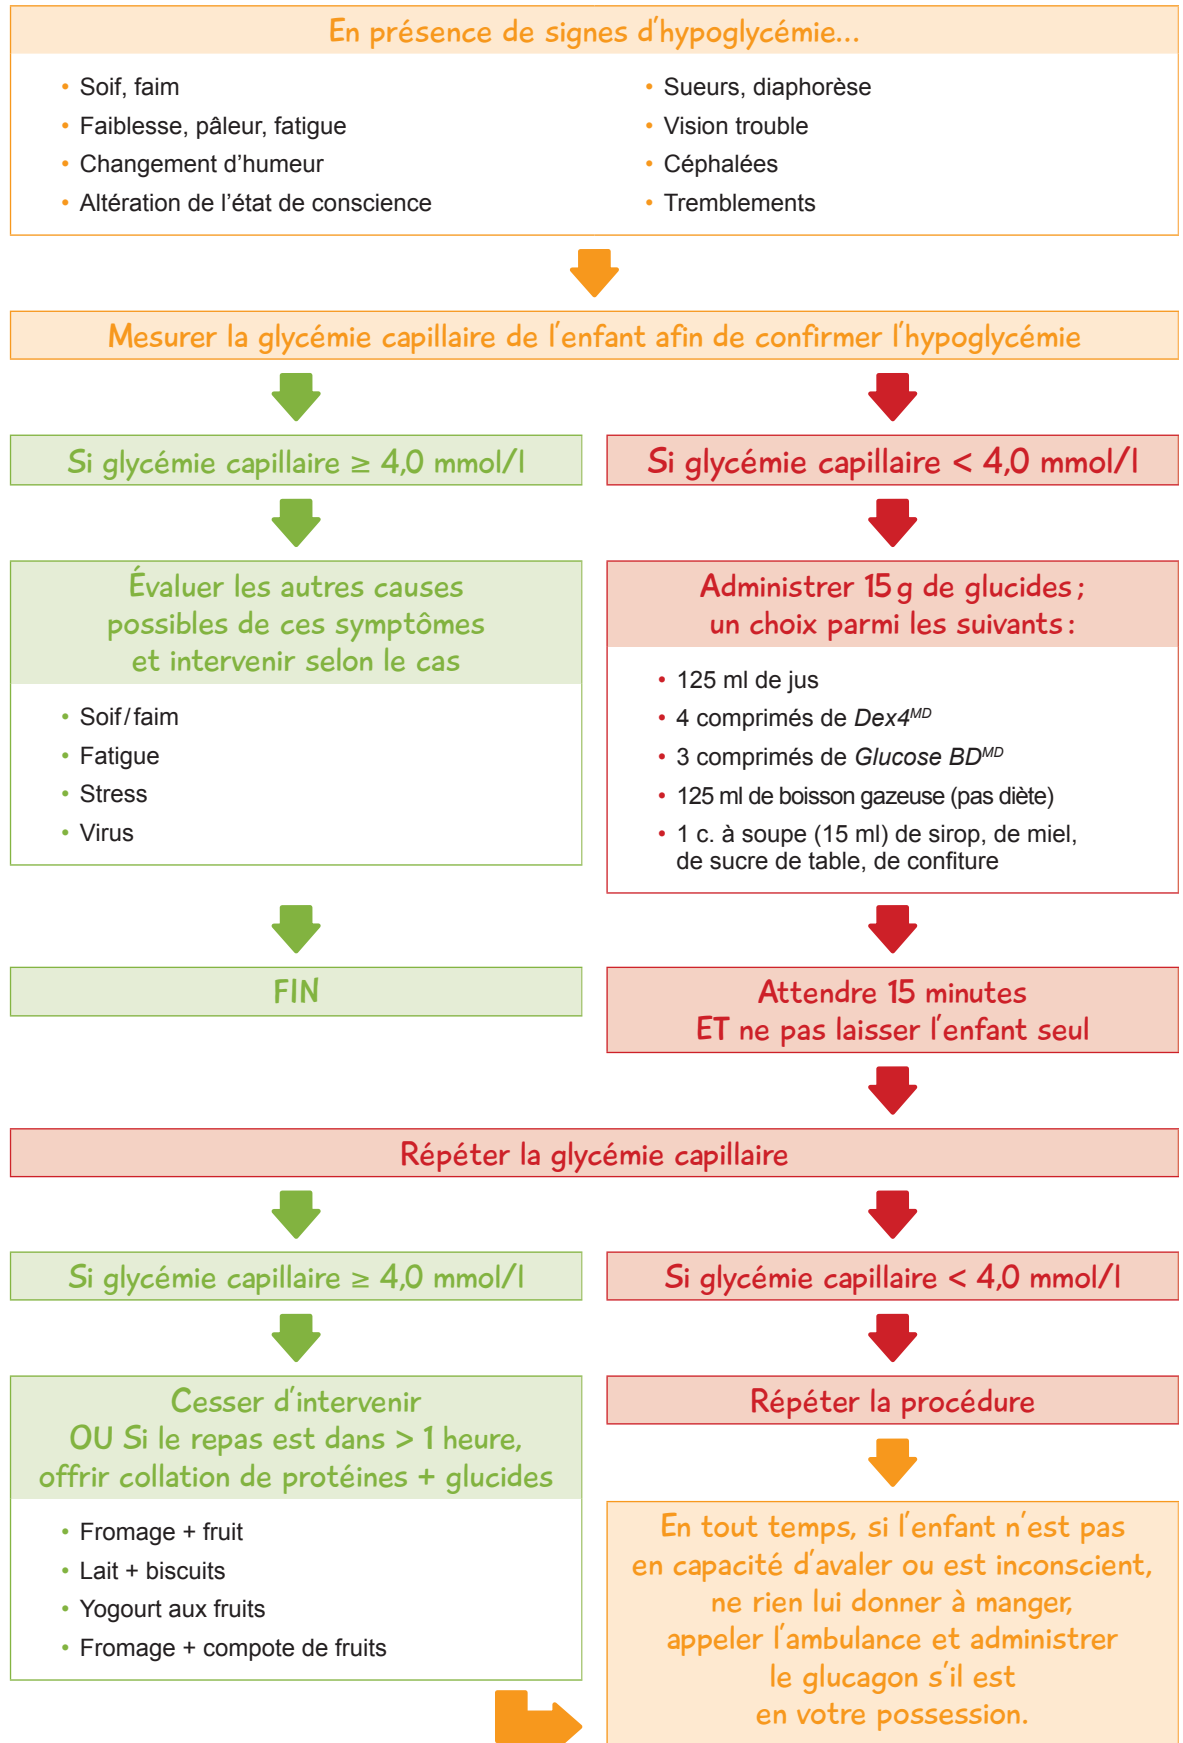 En présence de signes d'hypoglycémie...
• Soif, faim
• Faiblesse, pâleur, fatigue
• Changement d'humeur
• Altération de l'état de conscience
• Sueurs, diaphorèse
• Vision trouble
• Céphalées
• Tremblements
Mesurer la glycémie capillaire de l'enfant afin de confirmer l'hypoglycémie
Si glycémie capillaire ≥ 4,0 mmol/l
Si glycémie capillaire < 4,0 mmol/l
Évaluer les autres causes
possibles de ces symptômes
et intervenir selon le cas
• Soif/faim
• Fatigue
• Stress
• Virus
FIN
Administrer 15 g de glucides ;
un choix parmi les suivants :
• 125 ml de jus
• 4 comprimés de Dex4MD
• 3 comprimés de Glucose BDMD
• 125 ml de boisson gazeuse (pas diète)
• 1 c. à soupe (15 ml) de sirop, de miel,
de sucre de table, de confiture
Attendre 15 minutes
ET ne pas laisser l'enfant seul
Répéter la glycémie capillaire
Si glycémie capillaire ≥ 4,0 mmol/l
Si glycémie capillaire < 4,0 mmol/l
Cesser d'intervenir
OU Si le repas est dans > 1 heure,
offrir collation de protéines + glucides
• Fromage + fruit
• Lait + biscuits
• Yogourt aux fruits
• Fromage + compote de fruits
Répéter la procédure
En tout temps, si l'enfant n'est pas
en capacité d'avaler ou est inconscient,
ne rien lui donner à manger,
appeler l'ambulance et administrer
le glucagon s'il est
en votre possession.